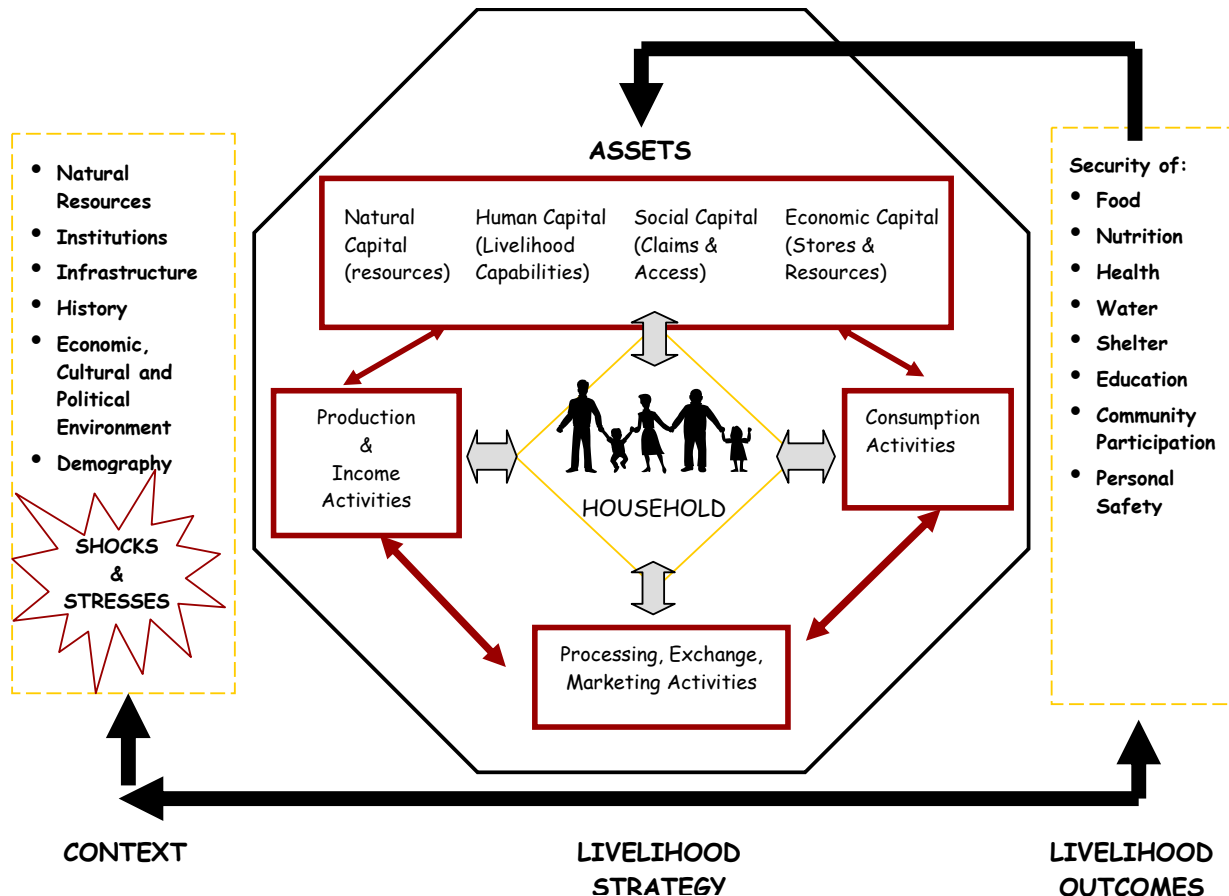 • Natural
Resources
• Institutions
• Infrastructure
• History
• Economic,
Cultural and
Political
Environment
• Demography
SHOCKS
&
STRESSES
ASSETS
Natural
Capital
(resources)
Human Capital
(Livelihood
Capabilities)
Social Capital
(Claims &
Access)
Economic Capital
(Stores &
Resources)
Production
&
Income
Activities
HOUSEHOLD
Consumption
Activities
Processing, Exchange,
Marketing Activities
Security of:
• Food
• Nutrition
• Health
• Water
• Shelter
• Education
• Community
Participation
• Personal
Safety
CONTEXT
LIVELIHOOD
STRATEGY
LIVELIHOOD
OUTCOMES